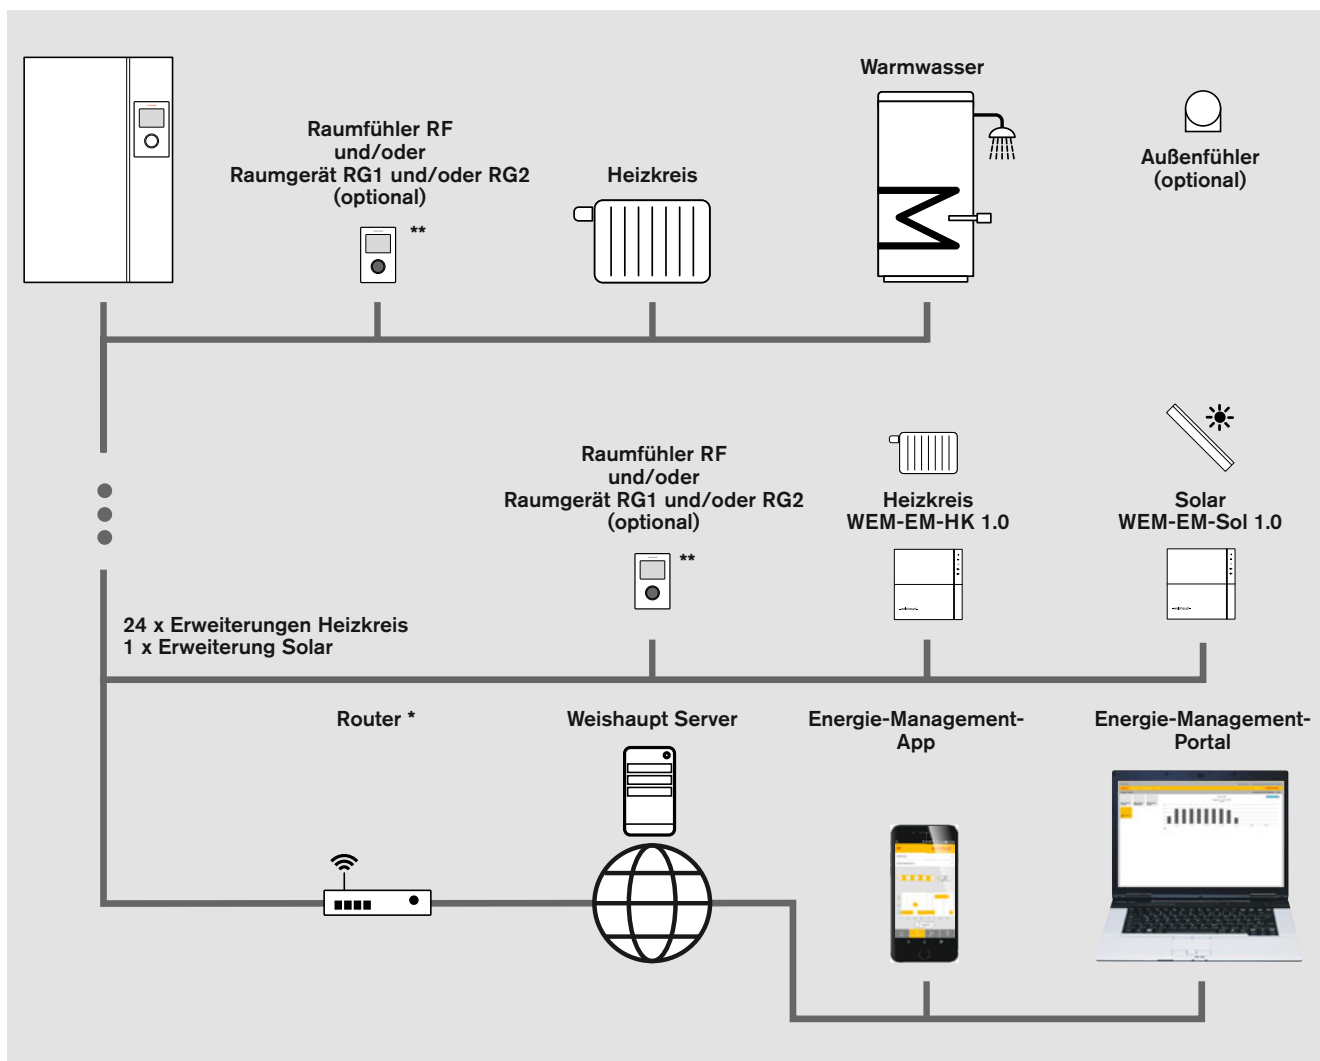 Warmwasser
Raumfühler RF
und/oder
Raumgerät RG1 und/oder RG2
(optional)
**
Heizkreis
Außenfühler
(optional)
Raumfühler RF
und/oder
Raumgerät RG1 und/oder RG2
(optional)
**
Heizkreis
WEM-EM-HK 1.0
Solar
WEM-EM-Sol 1.0
24 x Erweiterungen Heizkreis
1 x Erweiterung Solar
Router *
Weishaupt Server
Energie-Management-
App
Energie-Management-
Portal